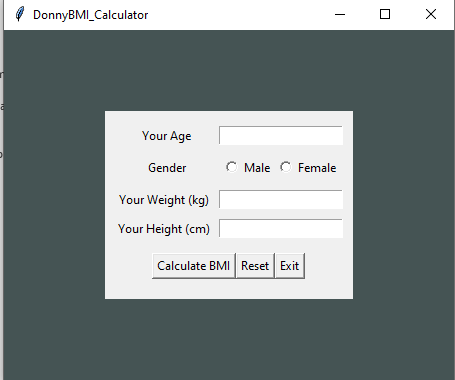 DonnyBMI_Calculator
Your Age
Gender Male Female
Your Weight (kg)
Your Height (cm)
Calculate BMI Reset Exit